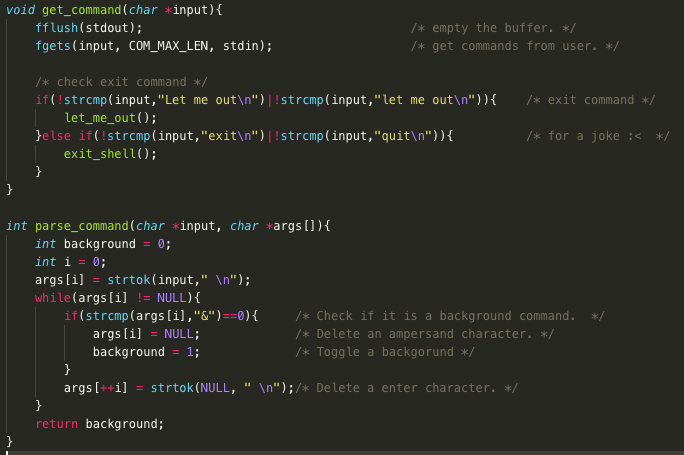 void get_command(char *input){
    fflush(stdout);                                     /* empty the buffer. */
    fgets(input, COM_MAX_LEN, stdin);                   /* get commands from user. */
    /* check exit command */
    if(!strcmp(input,"Let me out\n")|!strcmp(input,"let me out\n")){    /* exit command */
        let_me_out();
    }else if(!strcmp(input,"exit\n")|!strcmp(input,"quit\n")){          /* for a joke :<  */
        exit_shell();
    }
}
int parse_command(char *input, char *args[]){
    int background = 0;
    int i = 0;
    args[i] = strtok(input," \n");
    while(args[i] != NULL){
        if(strcmp(args[i],"&")==0){     /* Check if it is a background command.  */
            args[i] = NULL;             /* Delete an ampersand character. */
            background = 1;             /* Toggle a backgorund */
        }
        args[++i] = strtok(NULL, " \n");/* Delete a enter character. */
    }
    return background;
}